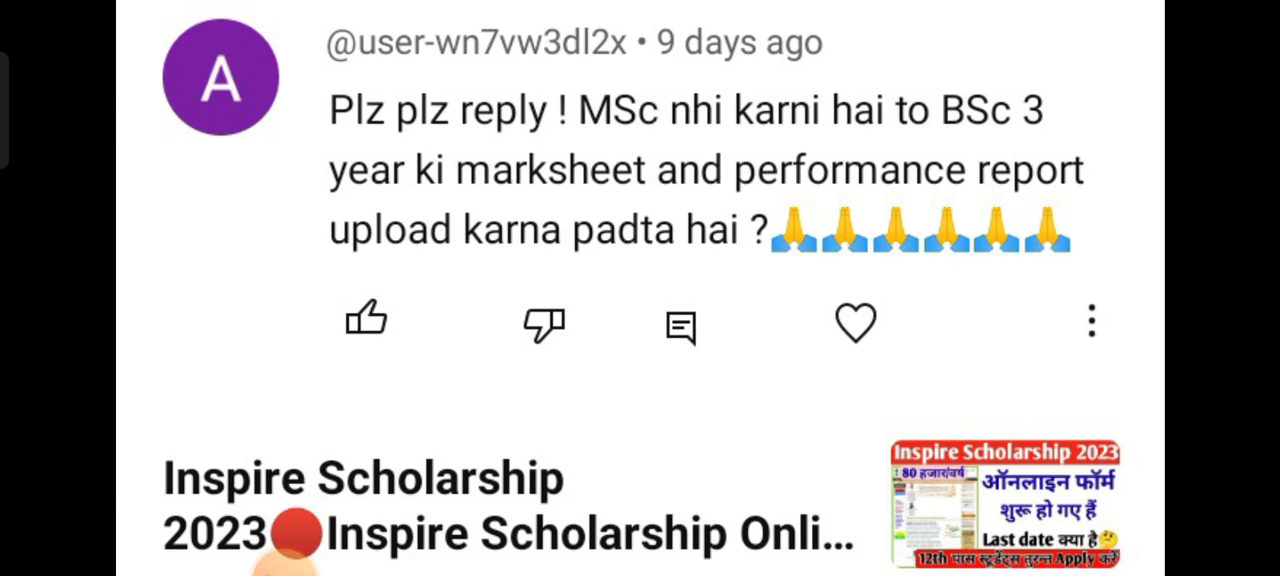 A
@user-wn7vw3dl2x • 9 days ago
Plz plz reply ! MSc nhi karni hai to BSc 3
year ki marksheet and performance report
upload karna padta hai ?🙏🙏🙏🙏🙏🙏
Inspire Scholarship
2023🔴Inspire Scholarship Onli...
Inspire Scholarship 2023
80 हजार/वर्ष
ऑनलाइन फॉर्म
शुरू हो गए हैं
Last date क्या है🤔
12th पास स्टूडेंट्स तुरन्त Apply करें